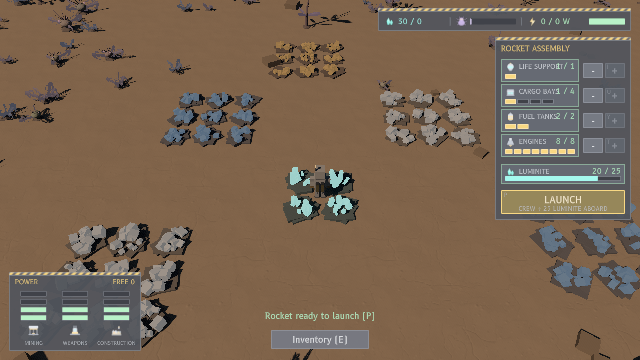 30 / 0
0 / 0 W
ROCKET ASSEMBLY
LIFE SUPPORT 1 / 1
- +
CARGO BAYS 1 / 4
- +
FUEL TANKS 2 / 2
- +
ENGINES 8 / 8
- +
LUMINITE 20 / 25
LAUNCH
CREW + 25 LUMINITE ABOARD
POWER FREE 0
MINING WEAPONS CONSTRUCTION
Rocket ready to launch [P]
Inventory [E]